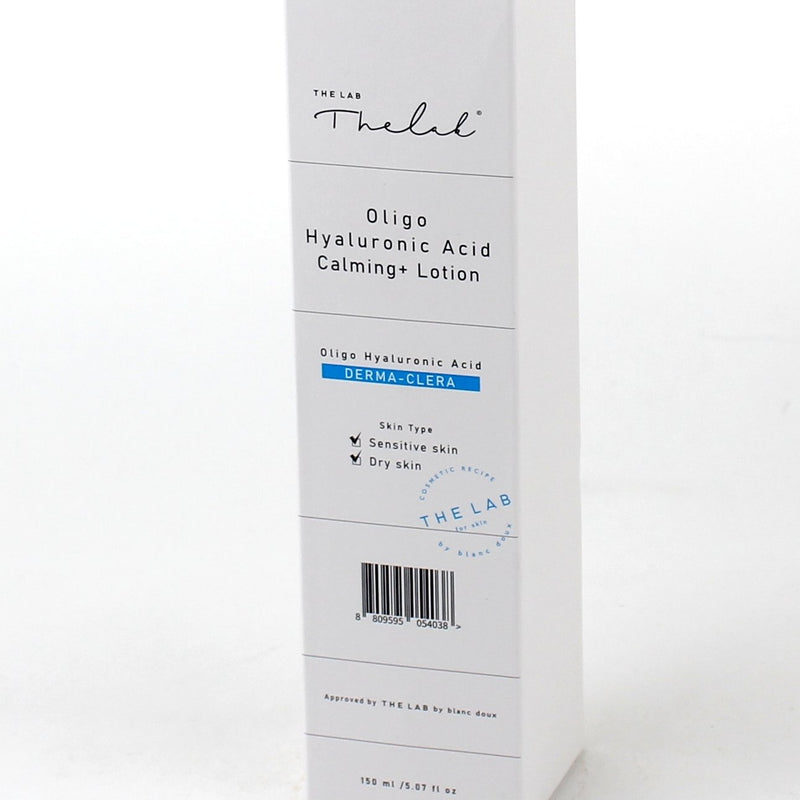 THE LAB
Thelab®
Oligo
Hyaluronic Acid
Calming+ Lotion
Oligo Hyaluronic Acid
DERMA-CLERA
Skin Type
Sensitive skin
Dry skin
COSMETIC RECIPE
THE LAB
for skin
by blanc doux
8 809595 054038 >
Approved by THE LAB by blanc doux
150 ml /5.07 fl oz